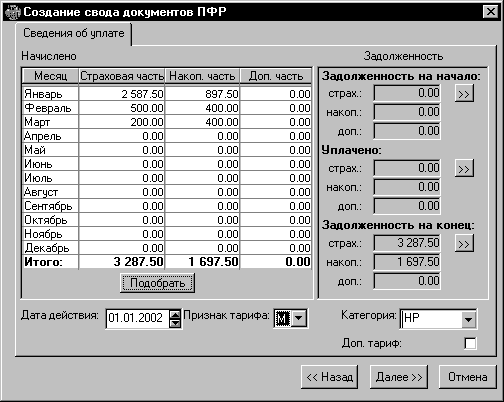 Создание свода документов ПФР
Сведения об уплате
Начислено
Месяц Страховая часть Накоп. часть Доп. часть
Январь 2 587.50 897.50 0.00
Февраль 500.00 400.00 0.00
Март 200.00 400.00 0.00
Апрель 0.00 0.00 0.00
Май 0.00 0.00 0.00
Июнь 0.00 0.00 0.00
Июль 0.00 0.00 0.00
Август 0.00 0.00 0.00
Сентябрь 0.00 0.00 0.00
Октябрь 0.00 0.00 0.00
Ноябрь 0.00 0.00 0.00
Декабрь 0.00 0.00 0.00
Итого: 3 287.50 1 697.50 0.00
Подобрать
Задолженность
Задолженность на начало:
страх.: 0.00 >>
накоп.: 0.00
доп.: 0.00
Уплачено:
страх.: 0.00 >>
накоп.: 0.00
доп.: 0.00
Задолженность на конец:
страх.: 3 287.50 >>
накоп.: 1 697.50
доп.: 0.00
Дата действия: 01.01.2002 Признак тарифа: М Категория: НР
Доп. тариф:
<< Назад Далее >> Отмена